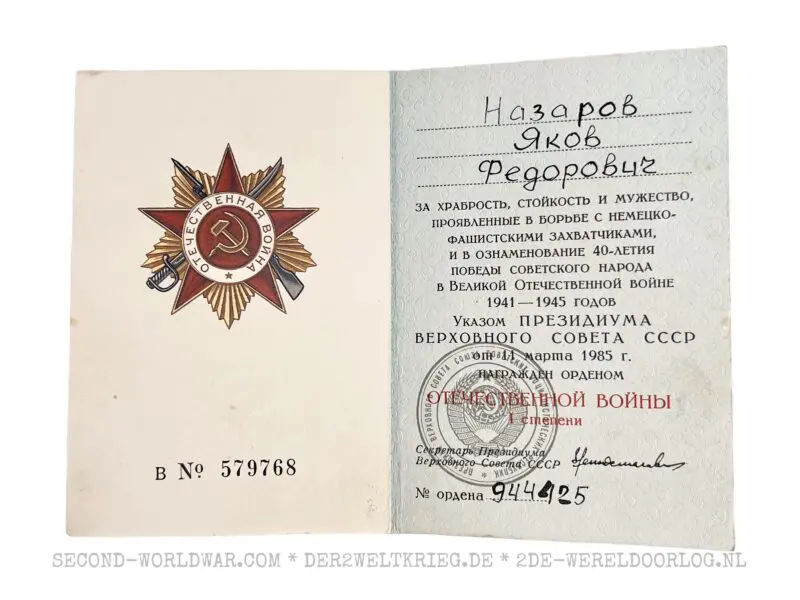 ОТЕЧЕСТВЕННАЯ ВОЙНА
В № 579768
Назаров
Яков
Федорович
ЗА ХРАБРОСТЬ, СТОЙКОСТЬ И МУЖЕСТВО,
ПРОЯВЛЕННЫЕ В БОРЬБЕ С НЕМЕЦКО-
ФАШИСТСКИМИ ЗАХВАТЧИКАМИ,
И В ОЗНАМЕНОВАНИЕ 40-ЛЕТИЯ
ПОБЕДЫ СОВЕТСКОГО НАРОДА
В ВЕЛИКОЙ ОТЕЧЕСТВЕННОЙ ВОЙНЕ
1941—1945 ГОДОВ
УКАЗОМ ПРЕЗИДИУМА
ВЕРХОВНОГО СОВЕТА СССР
от 11 марта 1985 г.
НАГРАЖДЕН ОРДЕНОМ
ОТЕЧЕСТВЕННОЙ ВОЙНЫ
I степени
Секретарь Президиума
Верховного Совета СССР
№ ордена 944425
SECOND-WORLDWAR.COM * DER2WELTKRIEG.DE * 2DE-WERELDOORLOG.NL